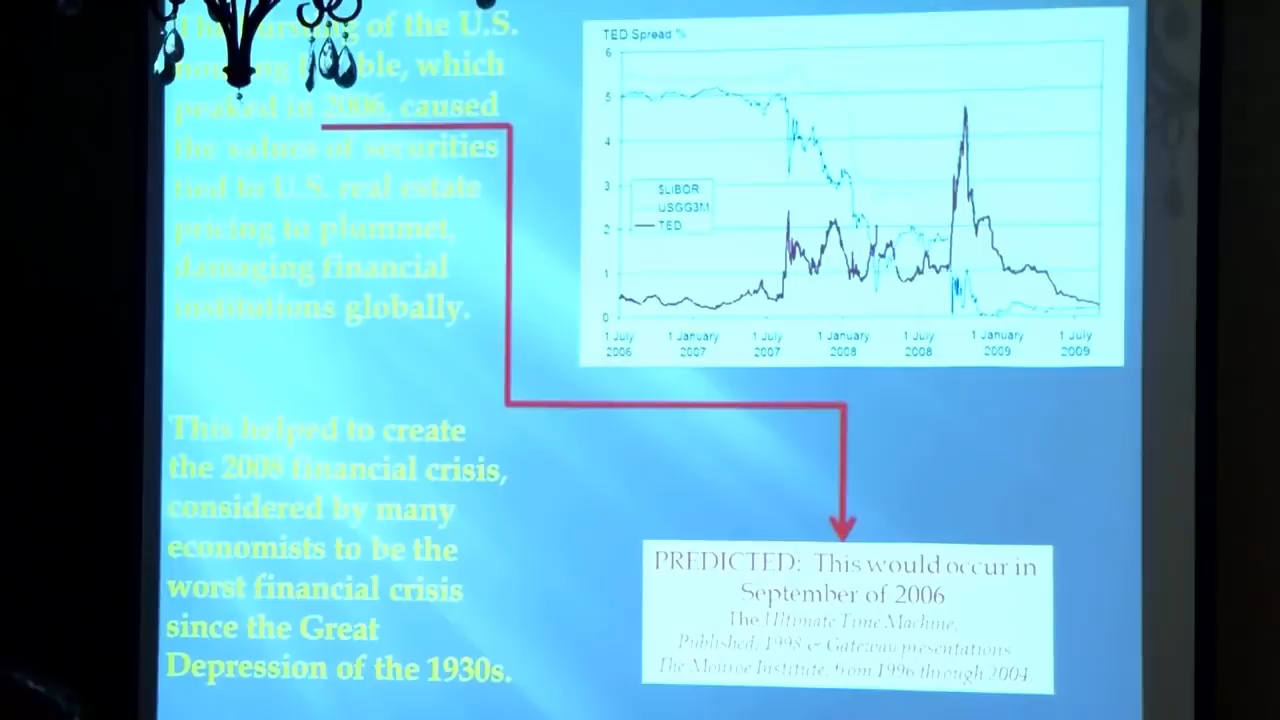 The bursting of the U.S.
housing bubble, which
peaked in 2006, caused
the values of securities
tied to U.S. real estate
pricing to plummet,
damaging financial
institutions globally.
This helped to create
the 2008 financial crisis,
considered by many
economists to be the
worst financial crisis
since the Great
Depression of the 1930s.
TED Spread %
6
5
4
3
2
1
0
$LIBOR
USGG3M
TED
1 July 2006
1 January 2007
1 July 2007
1 January 2008
1 July 2008
1 January 2009
1 July 2009
PREDICTED: This would occur in
September of 2006
The Ultimate Time Machine,
Published, 1998 & Gateway presentations
The Monroe Institute, from 1996 through 2004